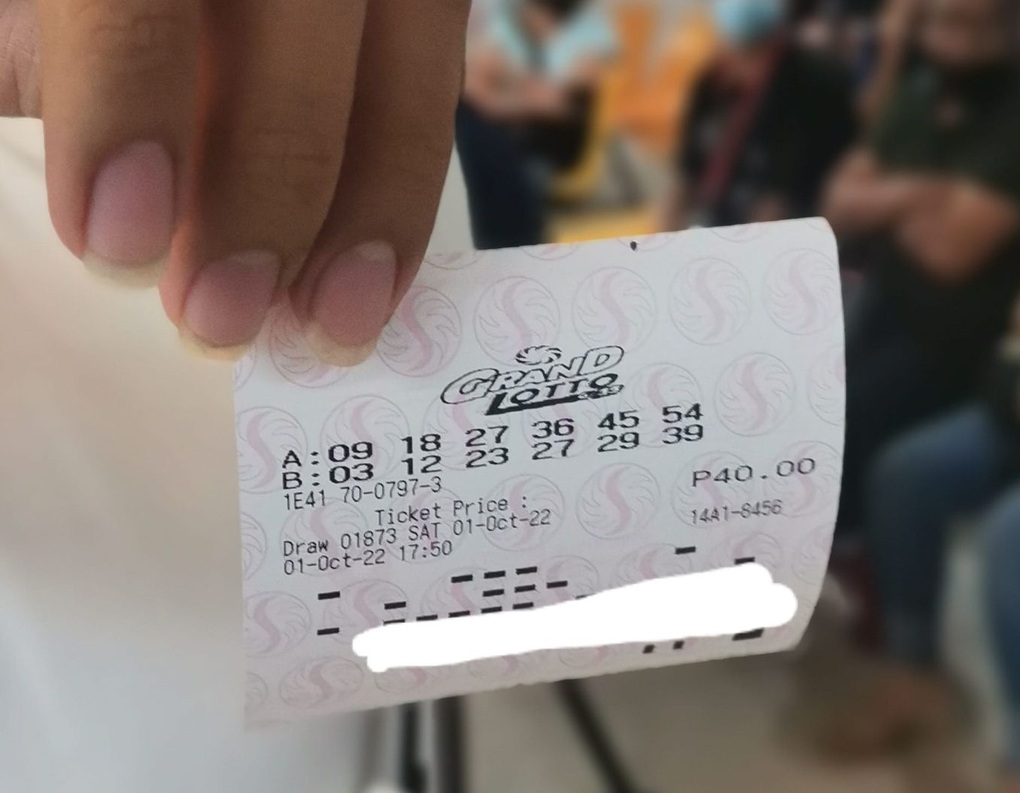 GRAND
LOTTO
A:09 18 27 36 45 54
B:03 12 23 27 29 39
1E41 70-0797-3 P40.00
Ticket Price :
Draw 01873 SAT 01-Oct-22 14A1-8456
01-Oct-22 17:50